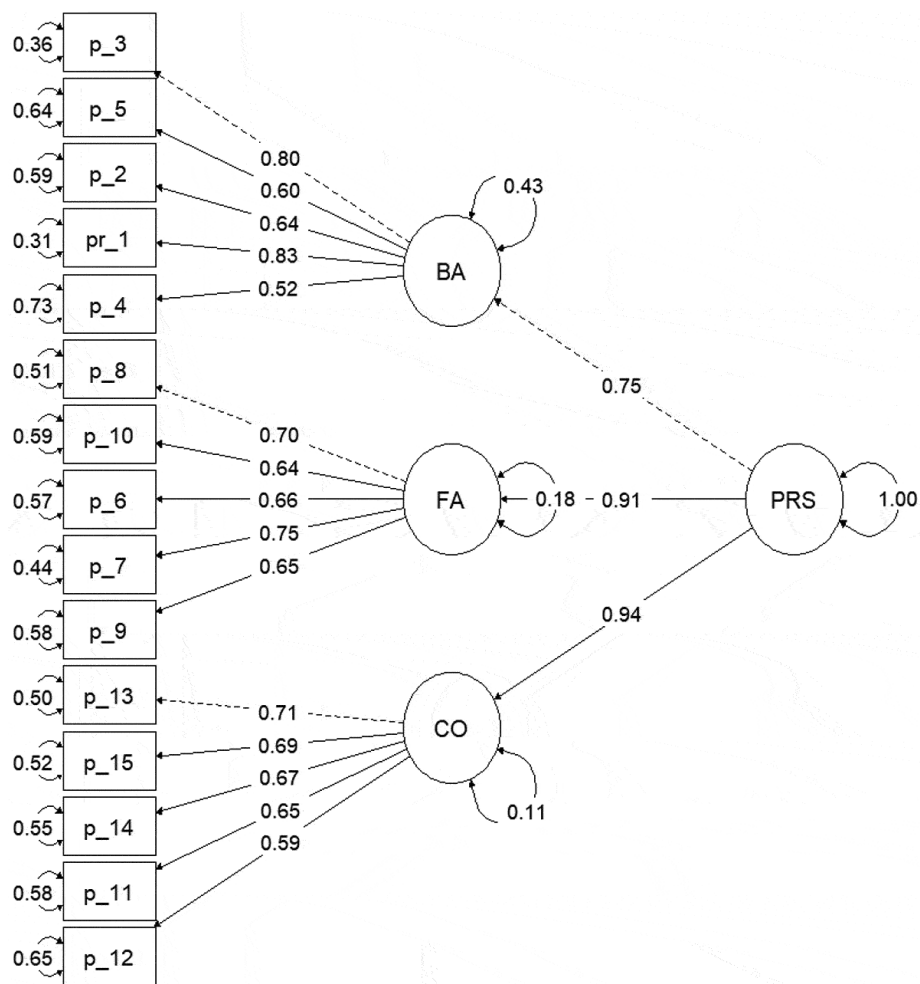 0.36 p_3
0.64 p_5
0.80
0.60
0.59 p_2
0.43
0.64
0.31 pr_1
0.83
BA
0.52
0.73 p_4
0.51 p_8
0.75
0.70
0.59 p_10
0.64
0.57 p_6
0.66
FA
0.18
0.91
PRS
1.00
0.75
0.44 p_7
0.65
0.94
0.58 p_9
0.50 p_13
0.71
CO
0.69
0.52 p_15
0.67
0.65
0.11
0.55 p_14
0.59
0.58 p_11
0.65 p_12